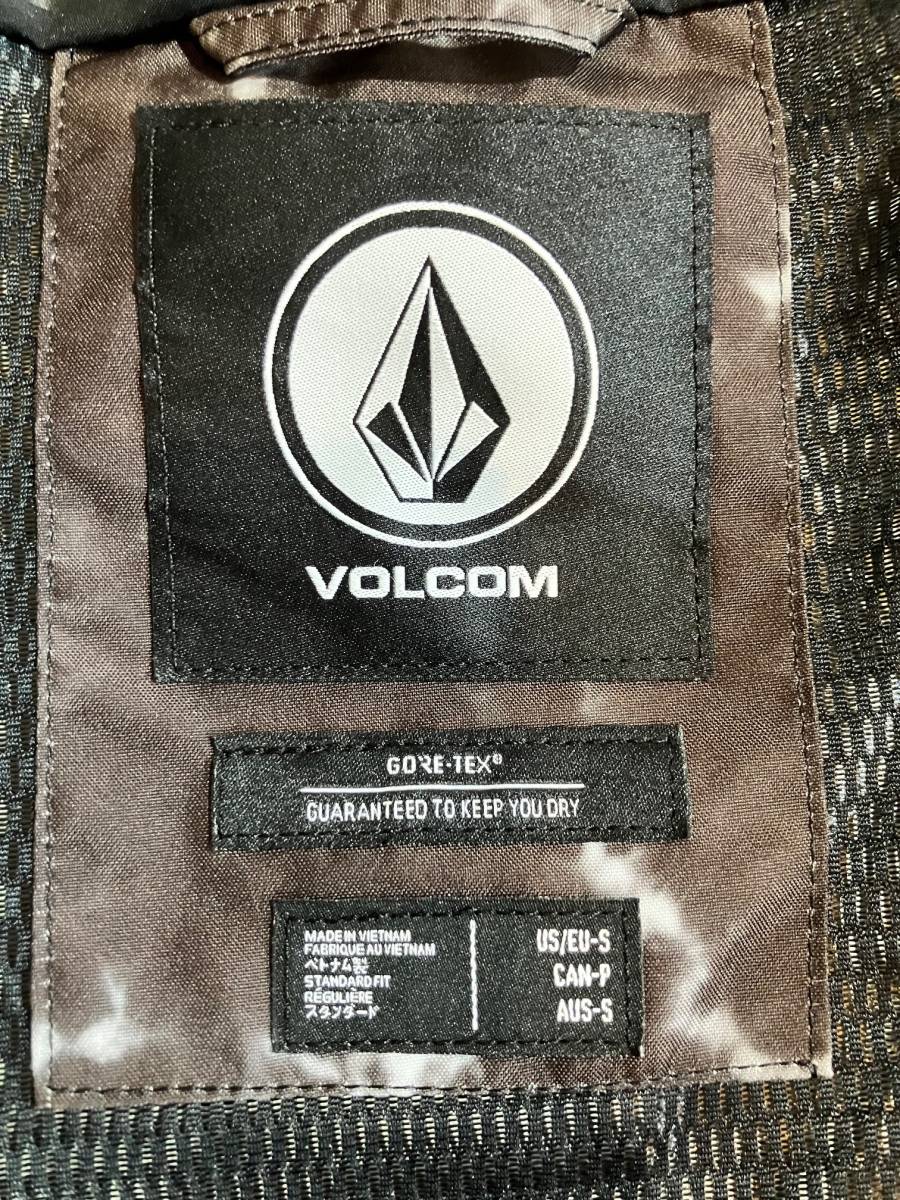 VOLCOM
GORE-TEX®
GUARANTEED TO KEEP YOU DRY
MADE IN VIETNAM
FABRIQUE AU VIETNAM
ベトナム製
STANDARD FIT
RÉGULIÈRE
スタンダード
US/EU-S
CAN-P
AUS-S